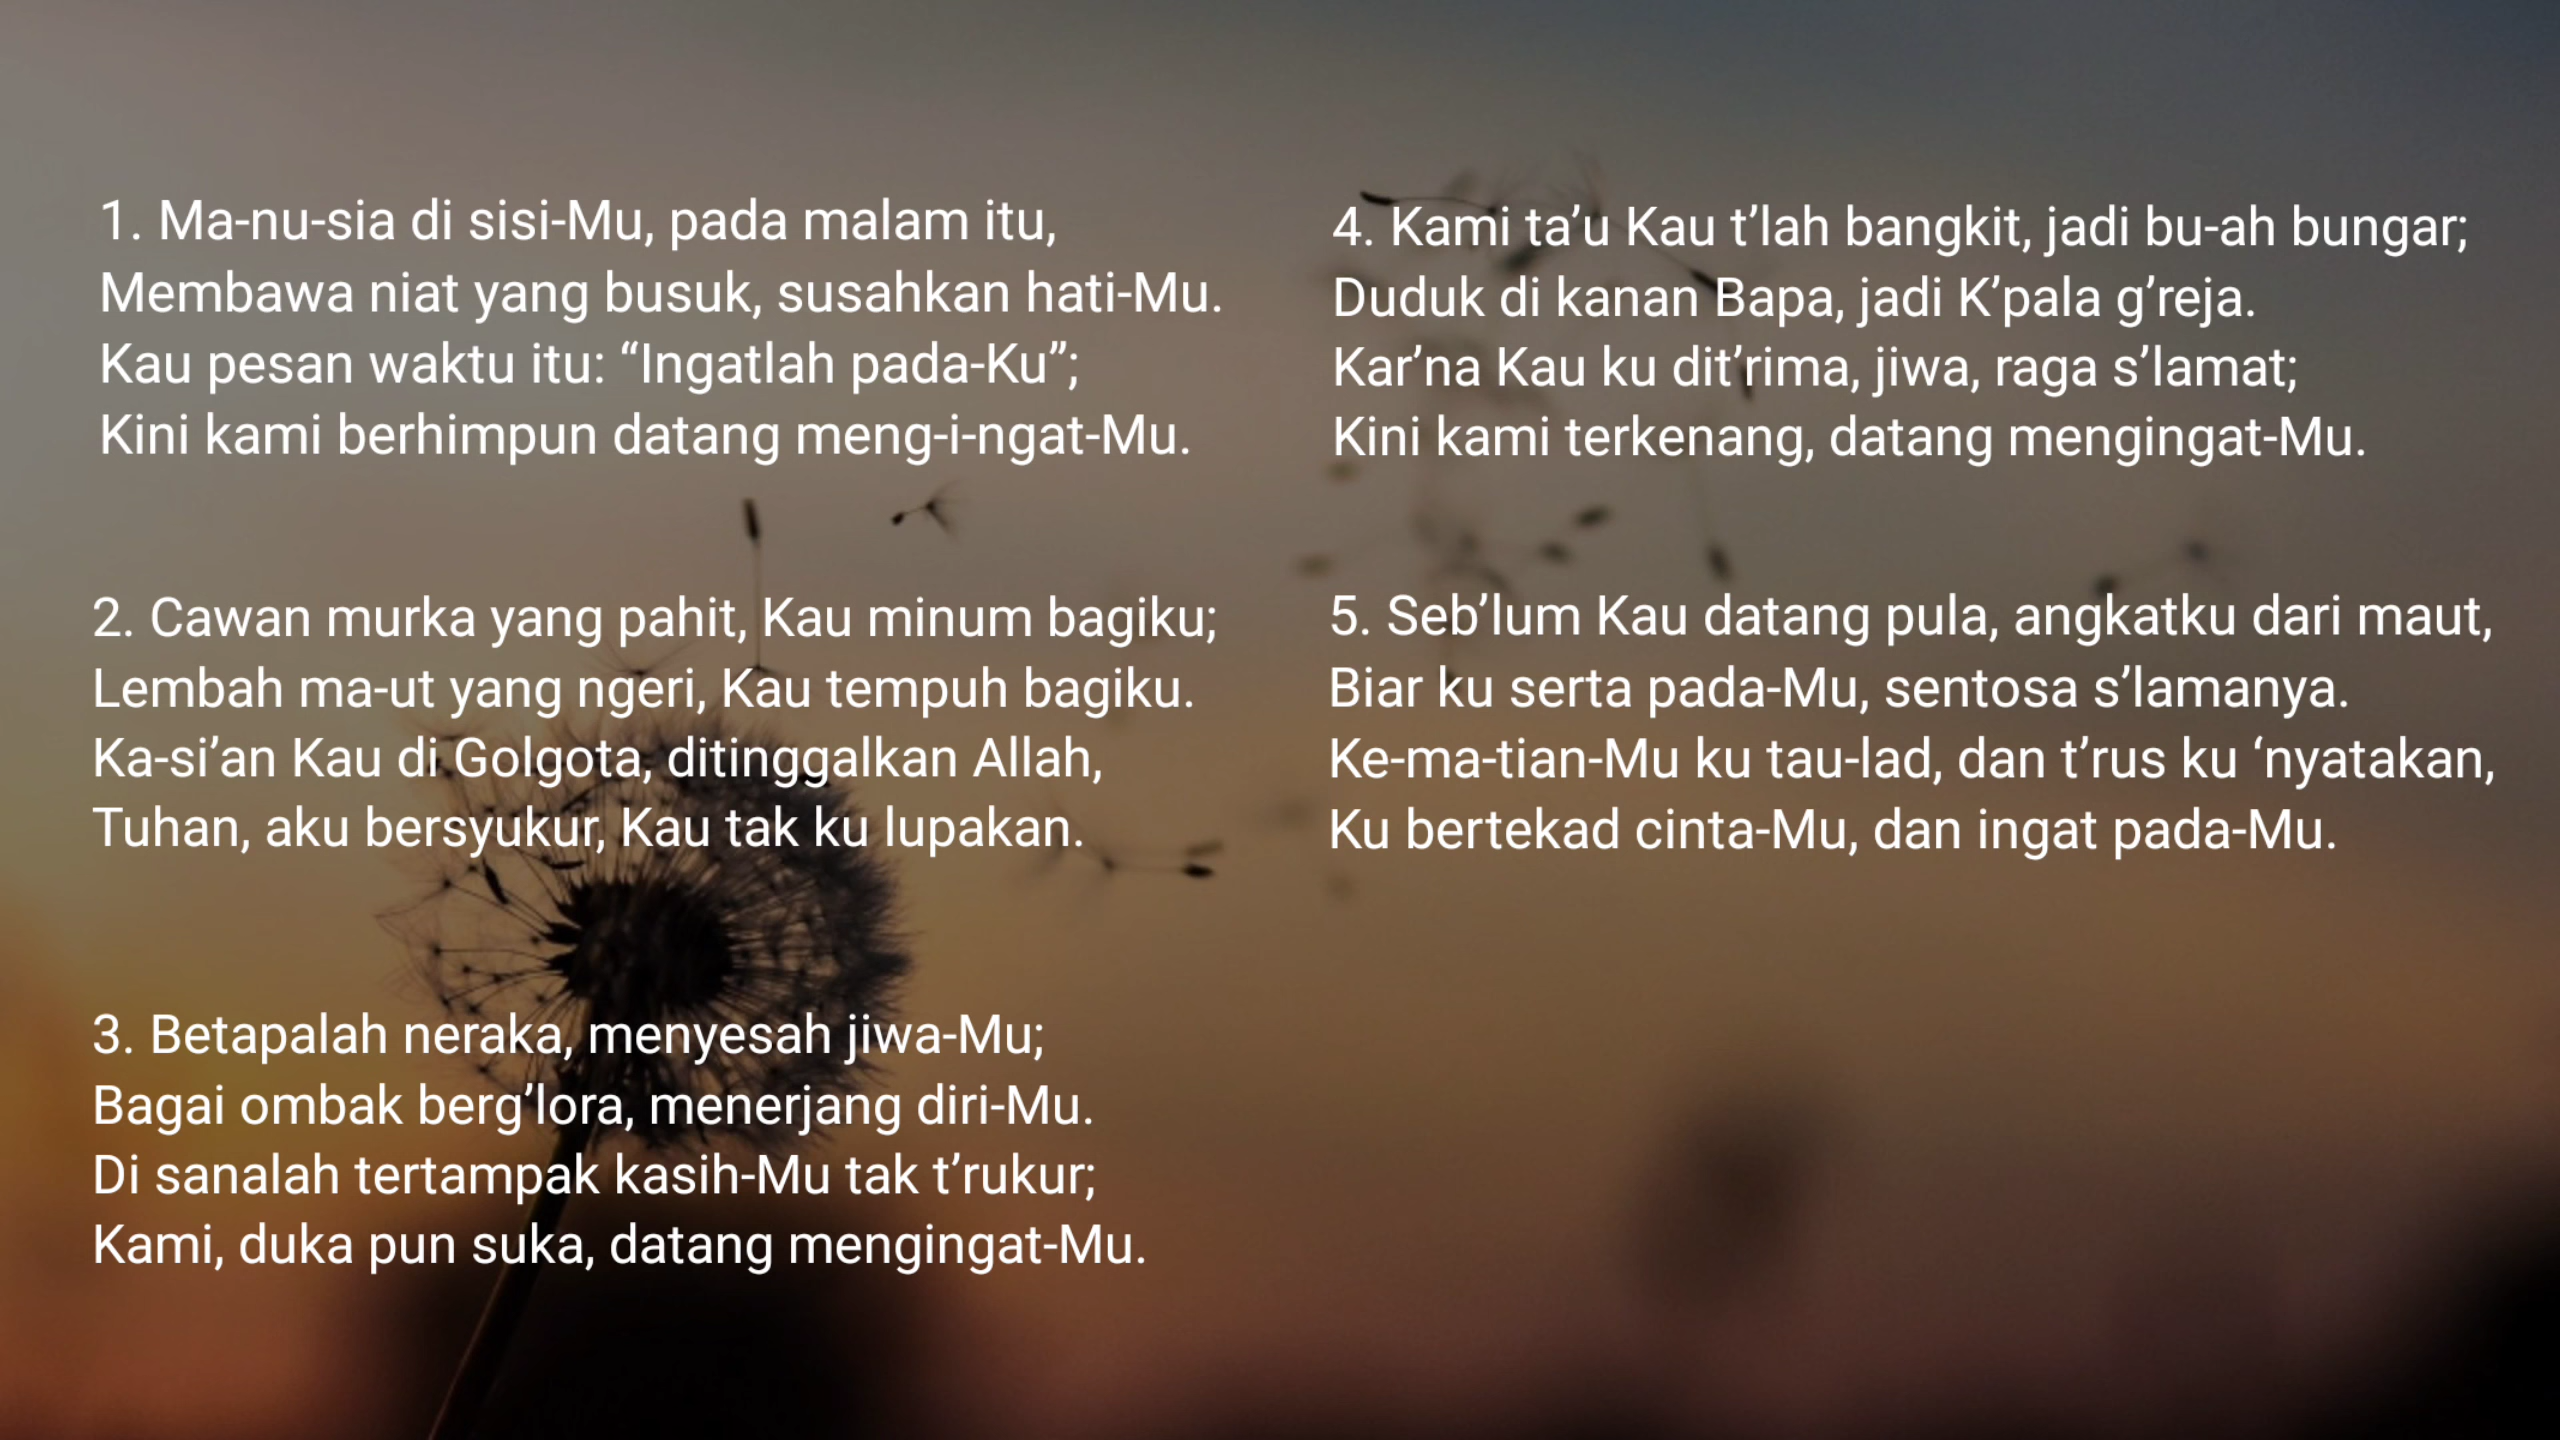 1. Ma-nu-sia di sisi-Mu, pada malam itu,
Membawa niat yang busuk, susahkan hati-Mu.
Kau pesan waktu itu: “Ingatlah pada-Ku”;
Kini kami berhimpun datang meng-i-ngat-Mu.
2. Cawan murka yang pahit, Kau minum bagiku;
Lembah ma-ut yang ngeri, Kau tempuh bagiku.
Ka-si’an Kau di Golgota, ditinggalkan Allah,
Tuhan, aku bersyukur, Kau tak ku lupakan.
3. Betapalah neraka, menyesah jiwa-Mu;
Bagai ombak berg’lora, menerjang diri-Mu.
Di sanalah tertampak kasih-Mu tak t’rukur;
Kami, duka pun suka, datang mengingat-Mu.
4. Kami ta’u Kau t’lah bangkit, jadi bu-ah bungar;
Duduk di kanan Bapa, jadi K’pala g’reja.
Kar’na Kau ku dit’rima, jiwa, raga s’lamat;
Kini kami terkenang, datang mengingat-Mu.
5. Seb’lum Kau datang pula, angkatku dari maut,
Biar ku serta pada-Mu, sentosa s’lamanya.
Ke-ma-tian-Mu ku tau-lad, dan t’rus ku ‘nyatakan,
Ku bertekad cinta-Mu, dan ingat pada-Mu.